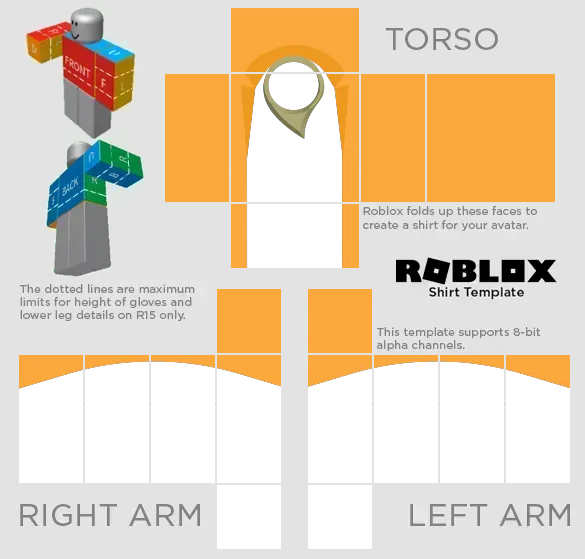 TORSO
FRONT
F
L
U
BACK
R
B
Roblox folds up these faces to
create a shirt for your avatar.
ROBLOX
Shirt Template
The dotted lines are maximum
limits for height of gloves and
lower leg details on R15 only.
This template supports 8-bit
alpha channels.
RIGHT ARM
LEFT ARM